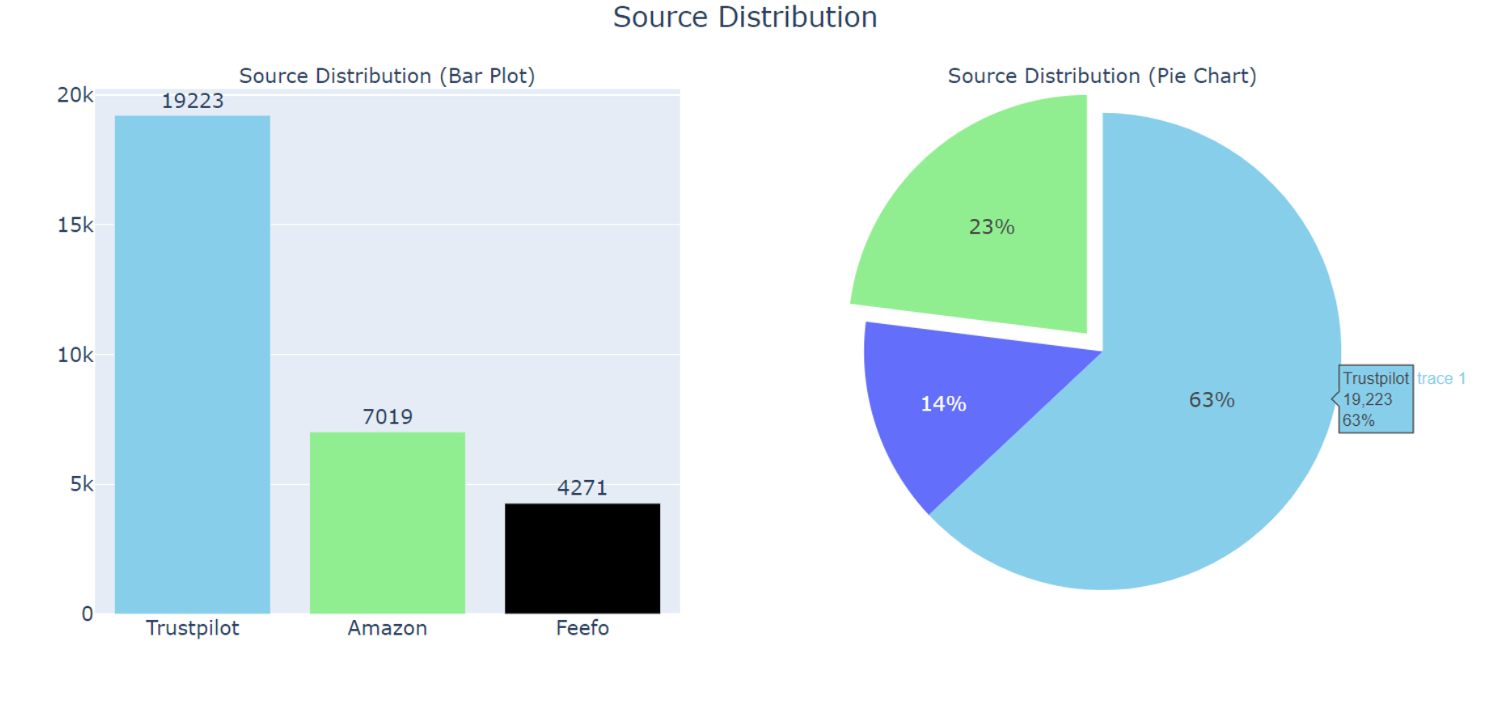 Source Distribution
Source Distribution (Bar Plot)
20k
15k
10k
5k
0
19223
7019
4271
Trustpilot
Amazon
Feefo
Source Distribution (Pie Chart)
23%
14%
63%
Trustpilot trace 1
19,223
63%